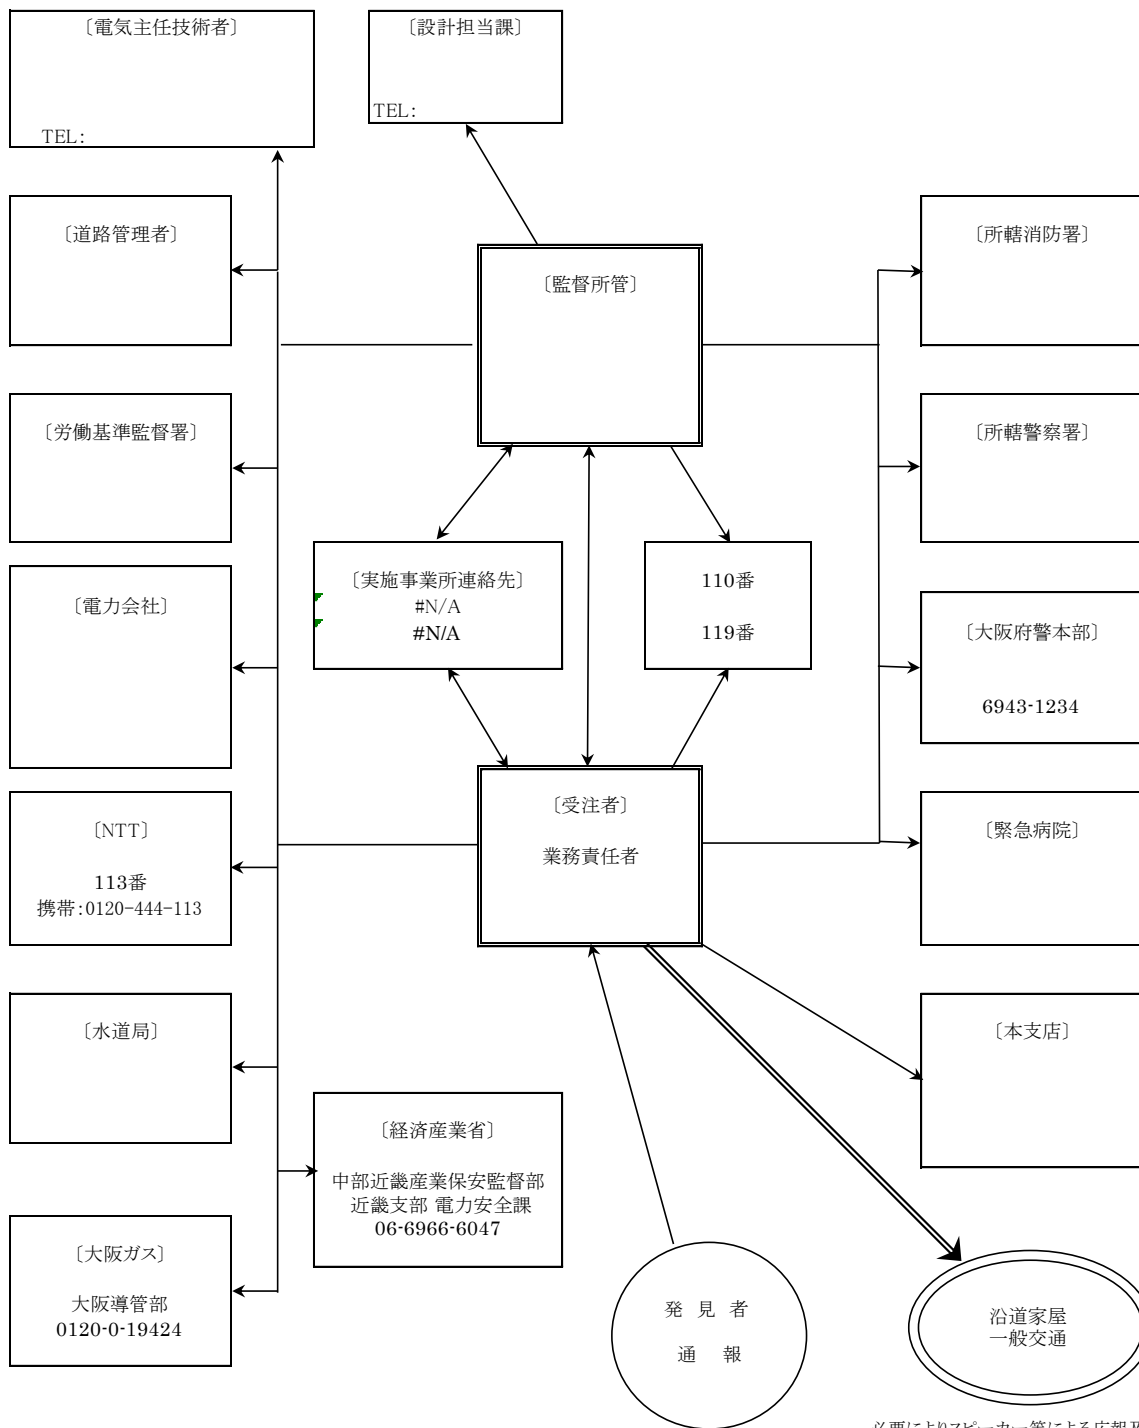 〔電気主任技術者〕
TEL:
〔設計担当課〕
TEL:
〔道路管理者〕
〔監督所管〕
〔所轄消防署〕
〔労働基準監督署〕
〔所轄警察署〕
〔実施事業所連絡先〕
#N/A
#N/A
110番
119番
〔電力会社〕
〔大阪府警本部〕
6943-1234
〔NTT〕
113番
携帯:0120-444-113
〔受注者〕
業務責任者
〔緊急病院〕
〔水道局〕
〔本支店〕
〔経済産業省〕
中部近畿産業保安監督部
近畿支部 電力安全課
06-6966-6047
〔大阪ガス〕
大阪導管部
0120-0-19424
発 見 者
通 報
沿道家屋
一般交通